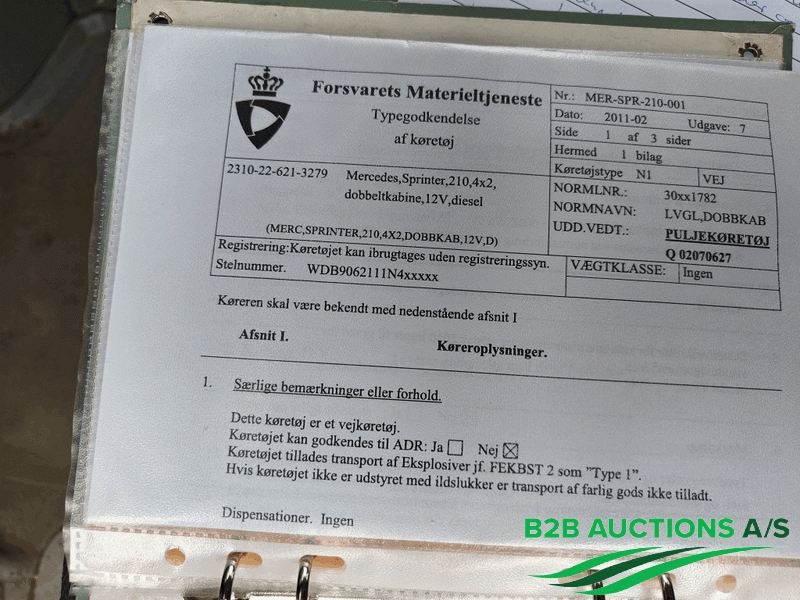 Forsvarets Materieltjeneste
Typegodkendelse
af køretøj
Nr.: MER-SPR-210-001
Dato: 2011-02 Udgave: 7
Side 1 af 3 sider
Hermed 1 bilag
Køretøjstype N1 VEJ
2310-22-621-3279 Mercedes,Sprinter,210,4x2,
dobbeltkabine,12V,diesel
(MERC,SPRINTER,210,4X2,DOBBKAB,12V,D)
NORMLNR.: 30xx1782
NORMNAVN: LVGL,DOBBKAB
UDD.VEDT.: PULJEKØRETØJ
Q 02070627
Registrering:Køretøjet kan ibrugtages uden registreringssyn.
Stelnummer. WDB9062111N4xxxxx
VÆGTKLASSE: Ingen
Køreren skal være bekendt med nedenstående afsnit I
Afsnit I. Køreroplysninger.
1. Særlige bemærkninger eller forhold.
Dette køretøj er et vejkøretøj.
Køretøjet kan godkendes til ADR: Ja ☐ Nej ☒
Køretøjet tillades transport af Eksplosiver jf. FEKBST 2 som "Type 1".
Hvis køretøjet ikke er udstyret med ildslukker er transport af farlig gods ikke tilladt.
Dispensationer. Ingen
B2B AUCTIONS A/S